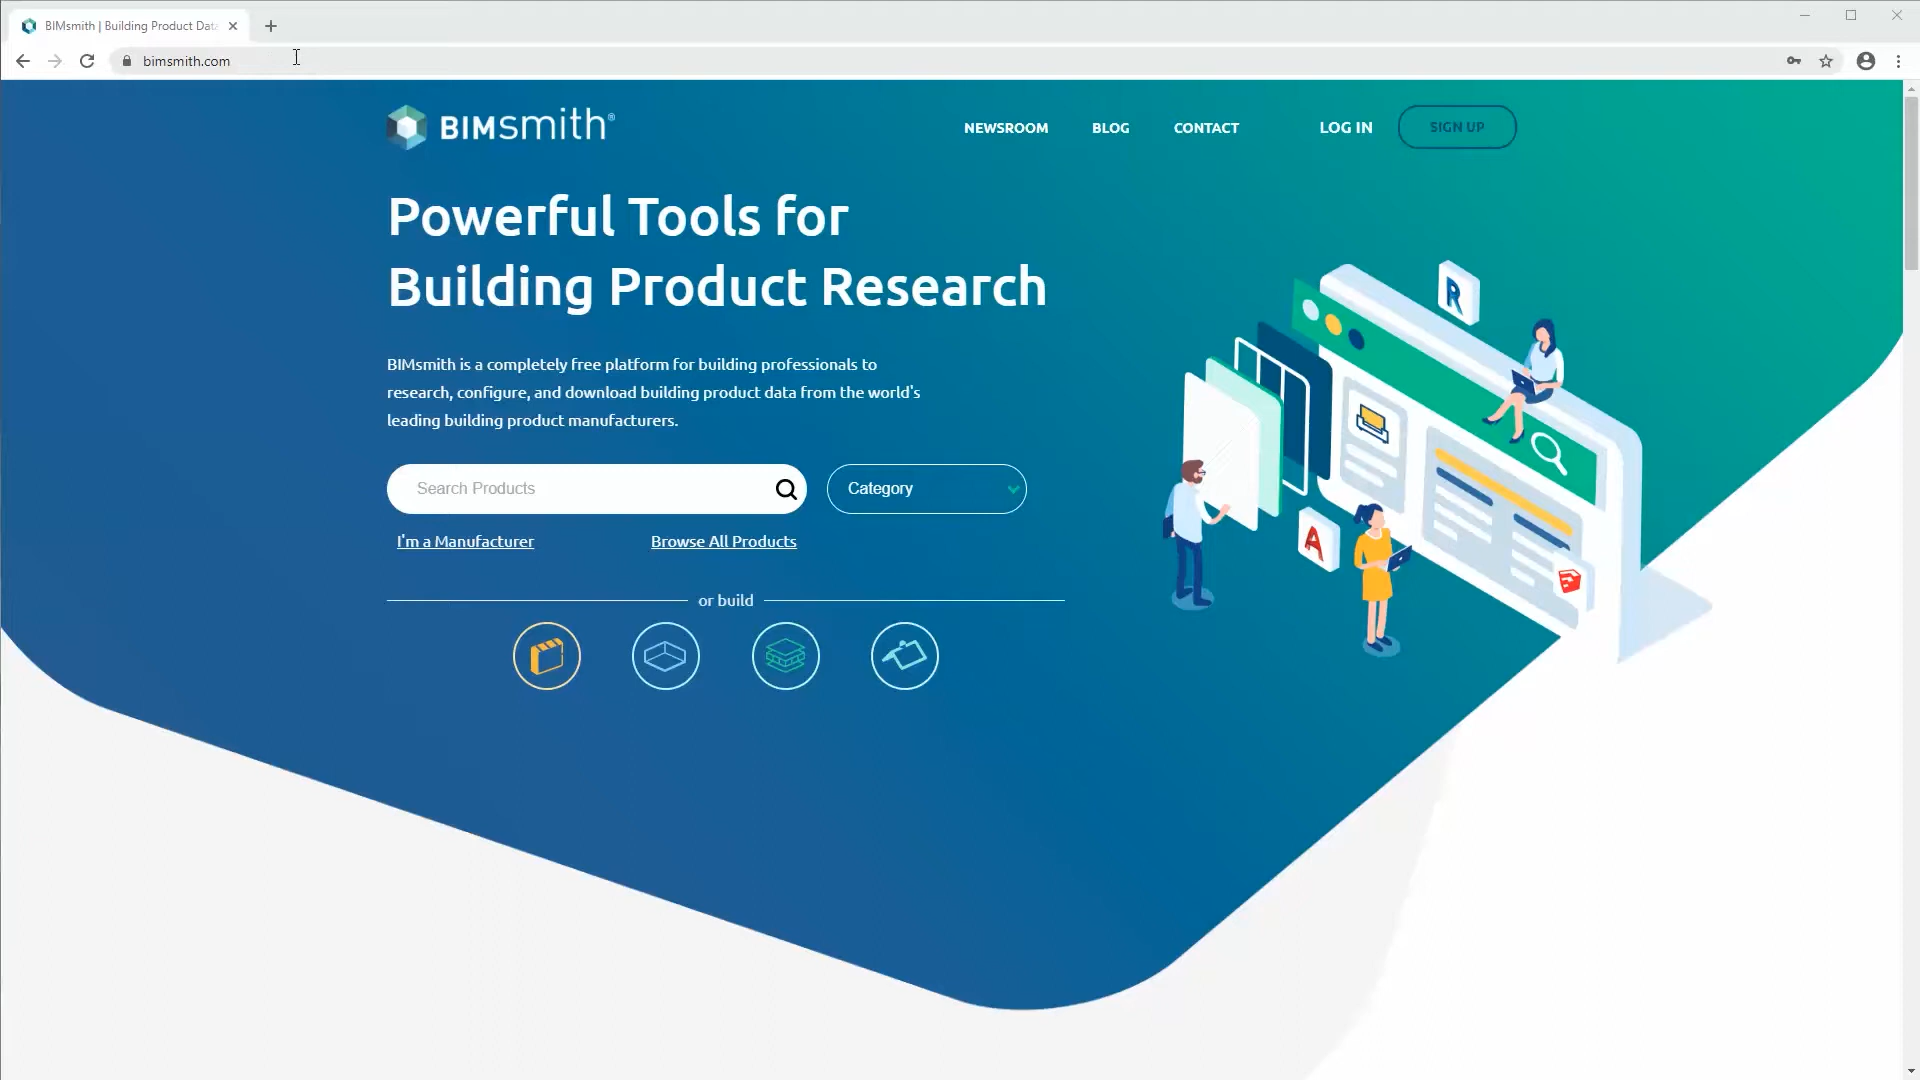 BIMsmith | Building Product Data
bimsmith.com
BIMsmith®
NEWSROOM
BLOG
CONTACT
LOG IN
SIGN UP
Powerful Tools for
Building Product Research
BIMsmith is a completely free platform for building professionals to
research, configure, and download building product data from the world's
leading building product manufacturers.
Search Products
Category
I'm a Manufacturer
Browse All Products
or build
R
A